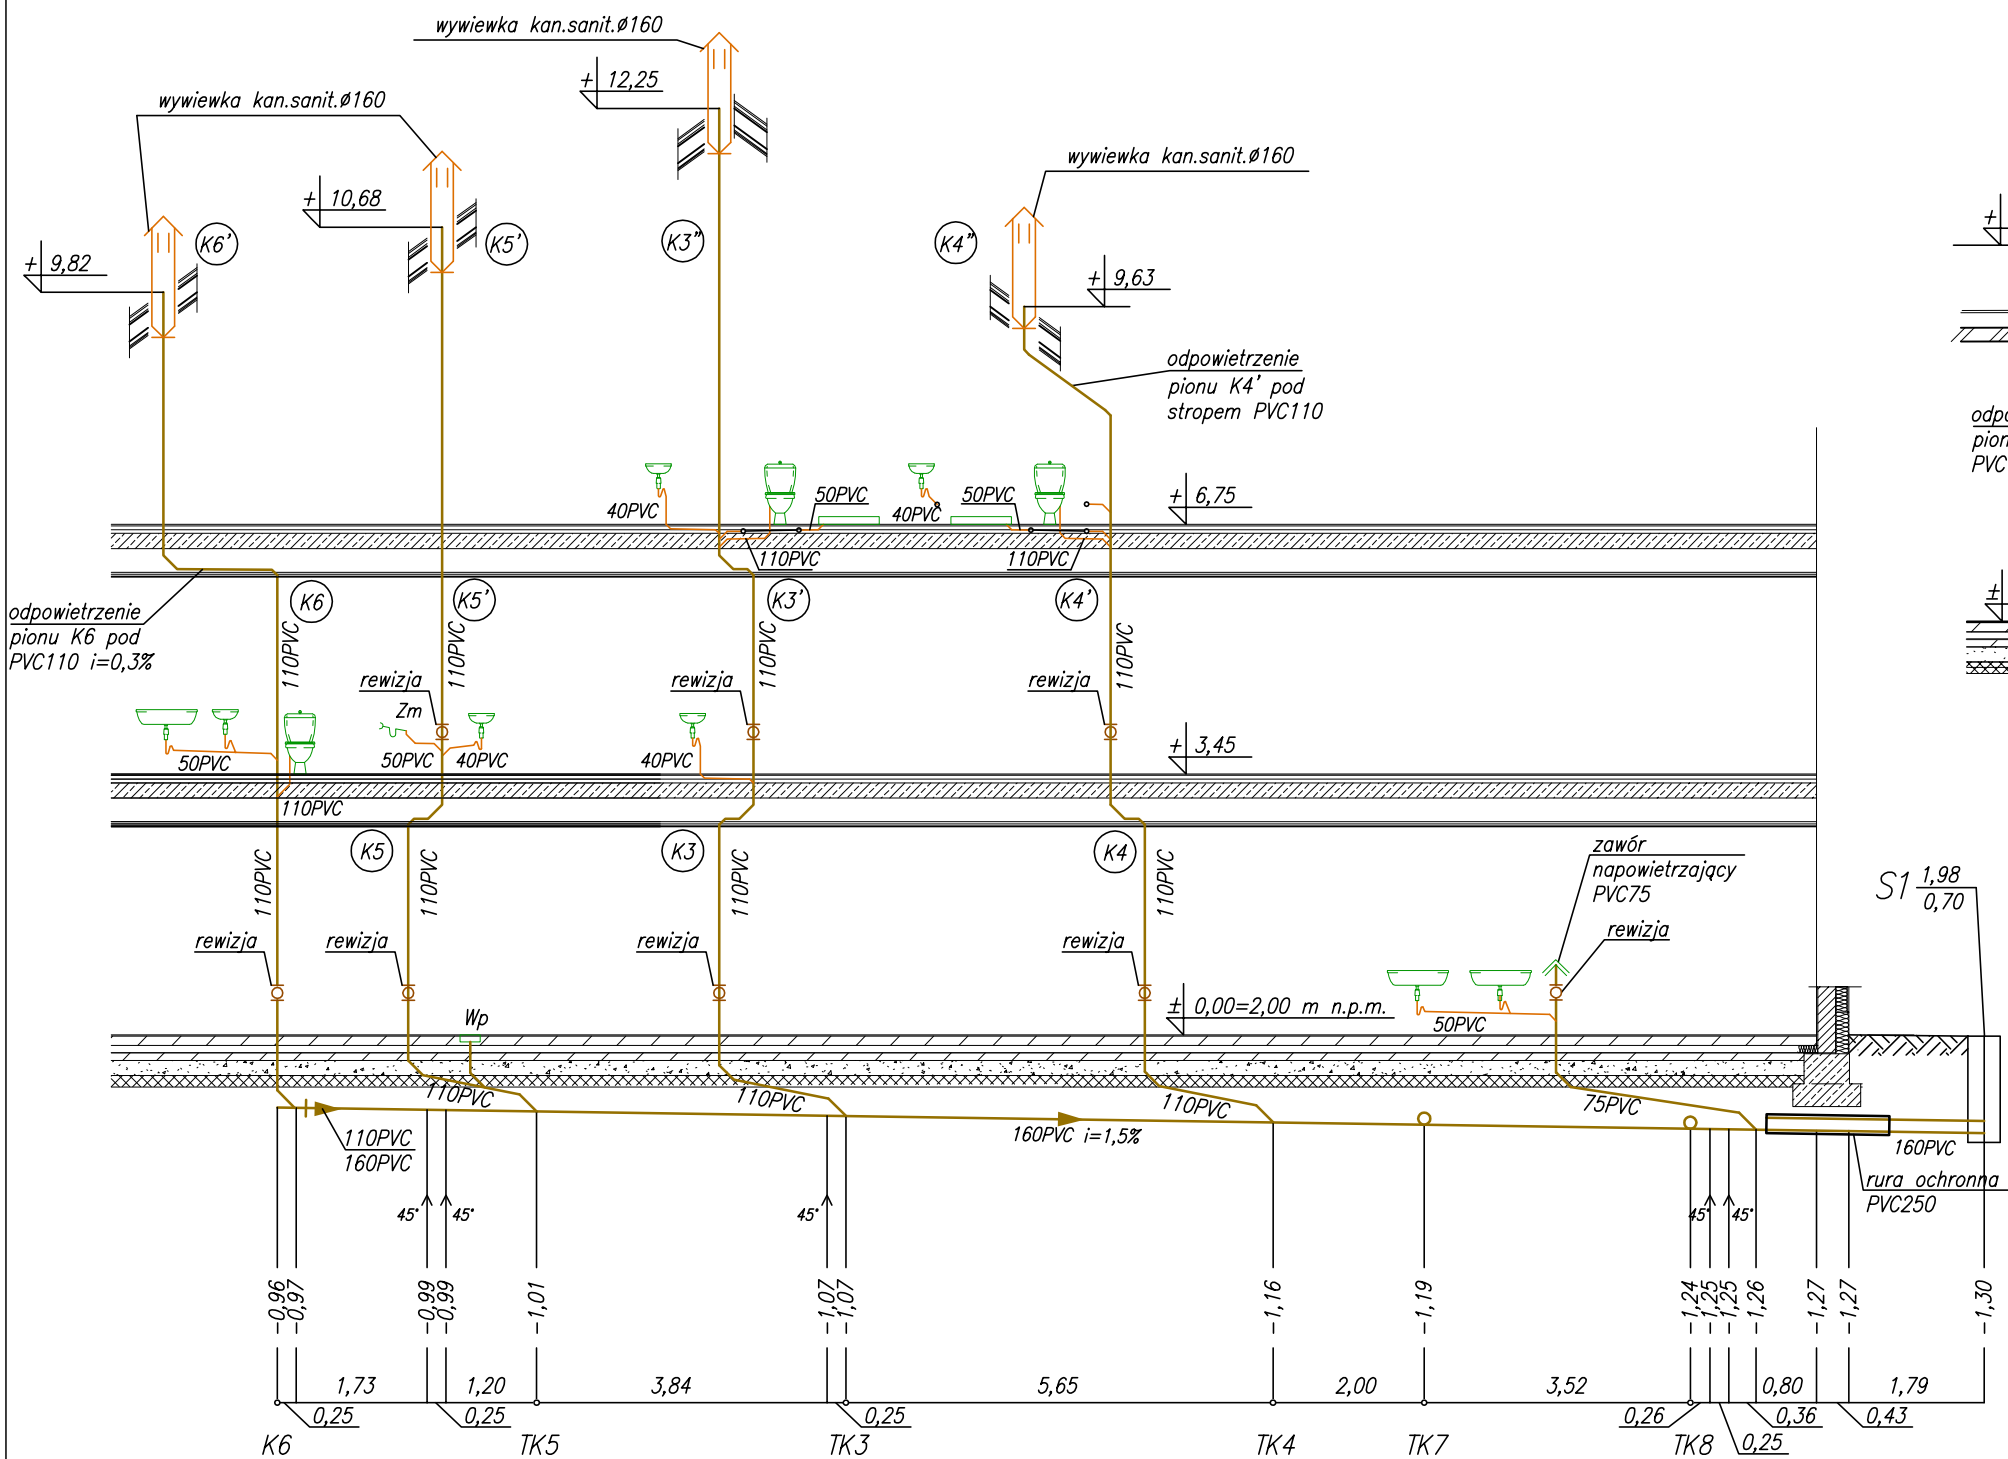 wywiewka kan.sanit.ø160
+ 12,25
wywiewka kan.sanit.ø160
wywiewka kan.sanit.ø160
+ 10,68
K6'
K5'
K3"
K4"
+
+ 9,82
+ 9,63
odpowietrzenie
pionu K4' pod
stropem PVC110
50PVC
50PVC
+ 6,75
40PVC
40PVC
110PVC
110PVC
K6
K5'
K3'
K4'
±
odpowietrzenie
pionu K6 pod
PVC110 i=0,3%
110PVC
110PVC
110PVC
110PVC
rewizja
rewizja
rewizja
Zm
50PVC
50PVC
40PVC
40PVC
+ 3,45
110PVC
K5
K3
K4
zawór
napowietrzający
PVC75
110PVC
110PVC
110PVC
110PVC
S1 1,98
0,70
rewizja
rewizja
rewizja
rewizja
rewizja
Wp
± 0,00=2,00 m n.p.m.
50PVC
110PVC
110PVC
110PVC
75PVC
110PVC
160PVC
160PVC i=1,5%
160PVC
rura ochronna
PVC250
45°
45°
45°
45°
45°
0,96
0,97
0,99
0,99
1,01
1,07
1,07
1,16
1,19
1,24
1,25
1,25
1,26
1,27
1,27
1,30
1,73
1,20
3,84
5,65
2,00
3,52
0,80
1,79
0,25
0,25
0,25
0,26
0,36
0,43
K6
TK5
TK3
TK4
TK7
TK8
0,25